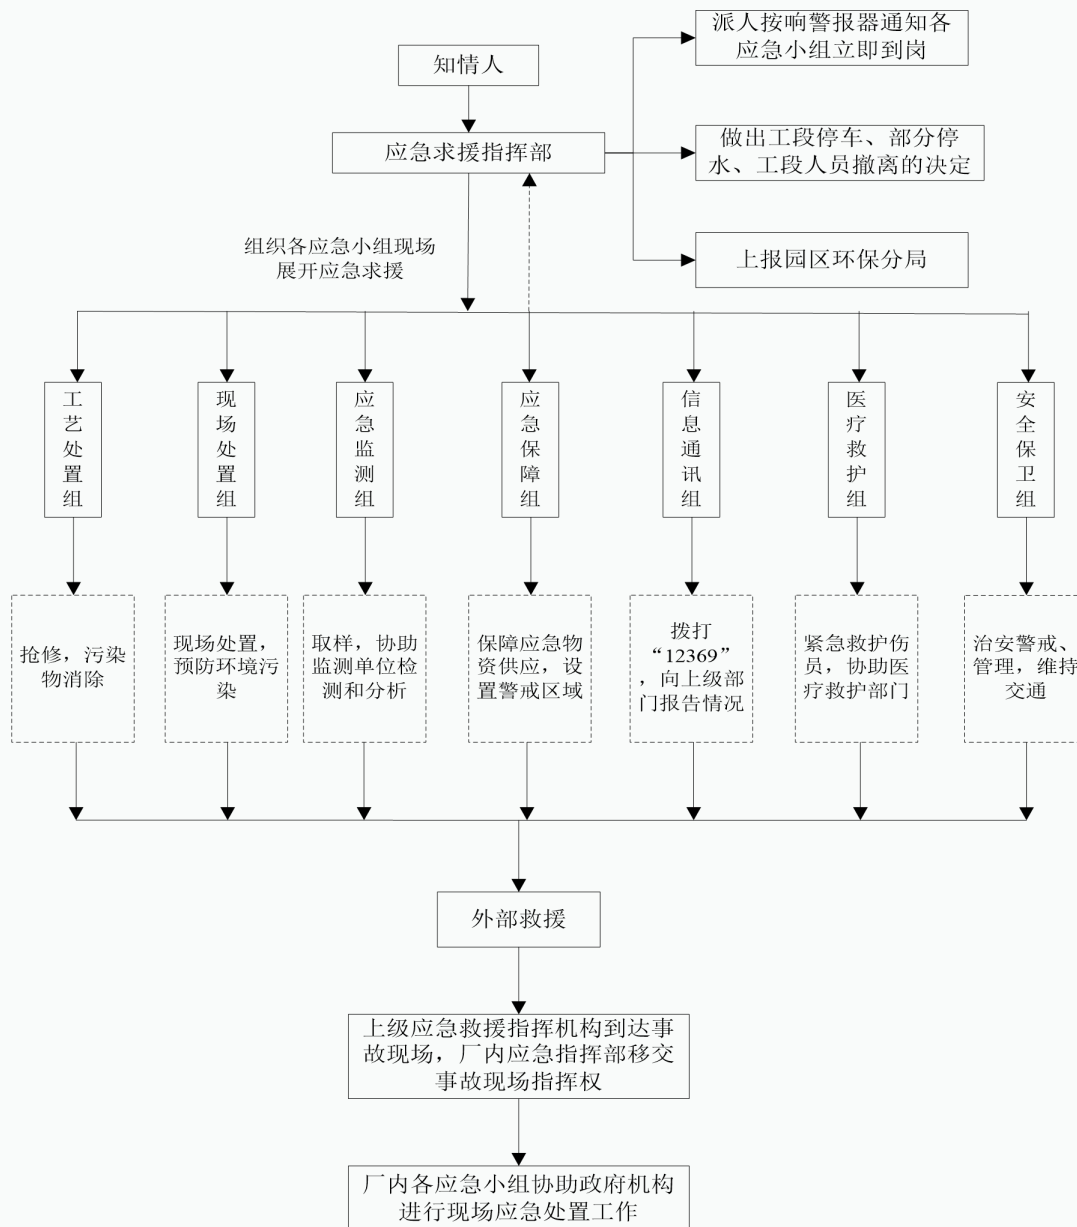 派人按响警报器通知各
应急小组立即到岗
知情人
应急求援指挥部
做出工段停车、部分停
水、工段人员撤离的决定
组织各应急小组现场
展开应急求援
上报园区环保分局
工艺处置组
现场处置组
应急监测组
应急保障组
信息通讯组
医疗救护组
安全保卫组
抢修，污染
物消除
现场处置，
预防环境污
染
取样，协助
监测单位检
测和分析
保障应急物
资供应，设
置警戒区域
拨打
“12369”
，向上级部
门报告情况
紧急救护伤
员，协助医
疗救护部门
治安警戒、
管理，维持
交通
外部救援
上级应急救援指挥机构到达事
故现场，厂内应急指挥部移交
事故现场指挥权
厂内各应急小组协助政府机构
进行现场应急处置工作